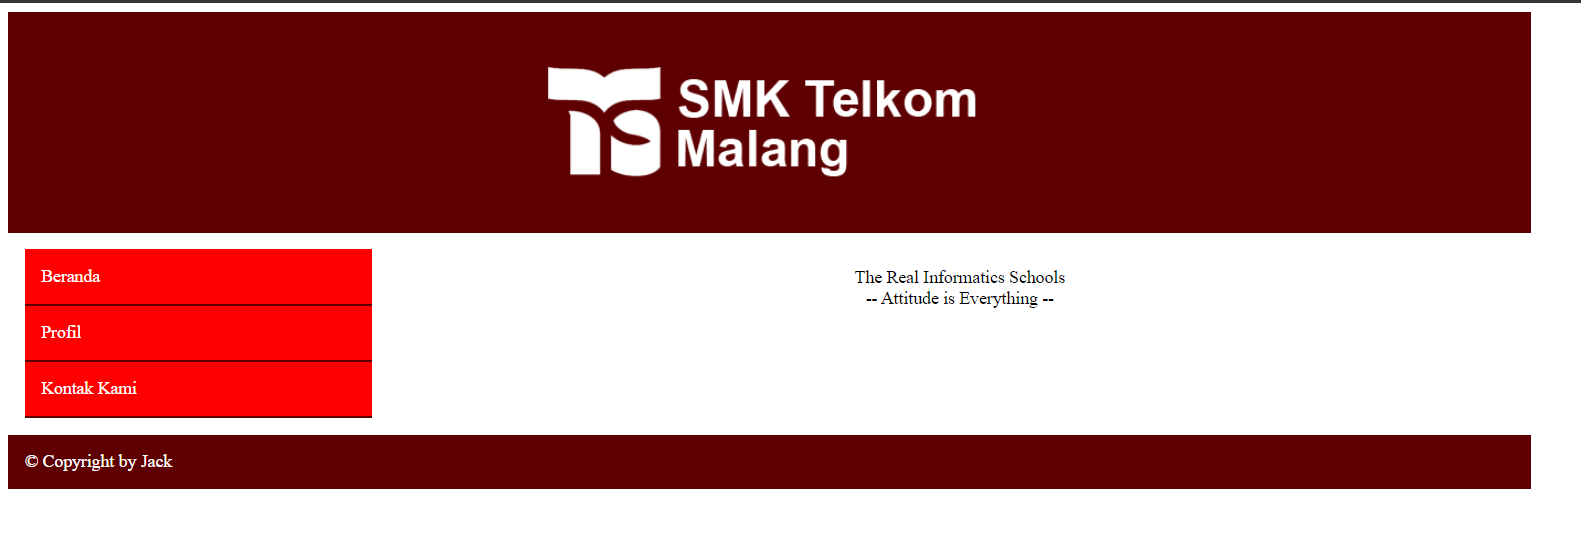 SMK Telkom
Malang
Beranda
Profil
Kontak Kami
The Real Informatics Schools
-- Attitude is Everything --
© Copyright by Jack